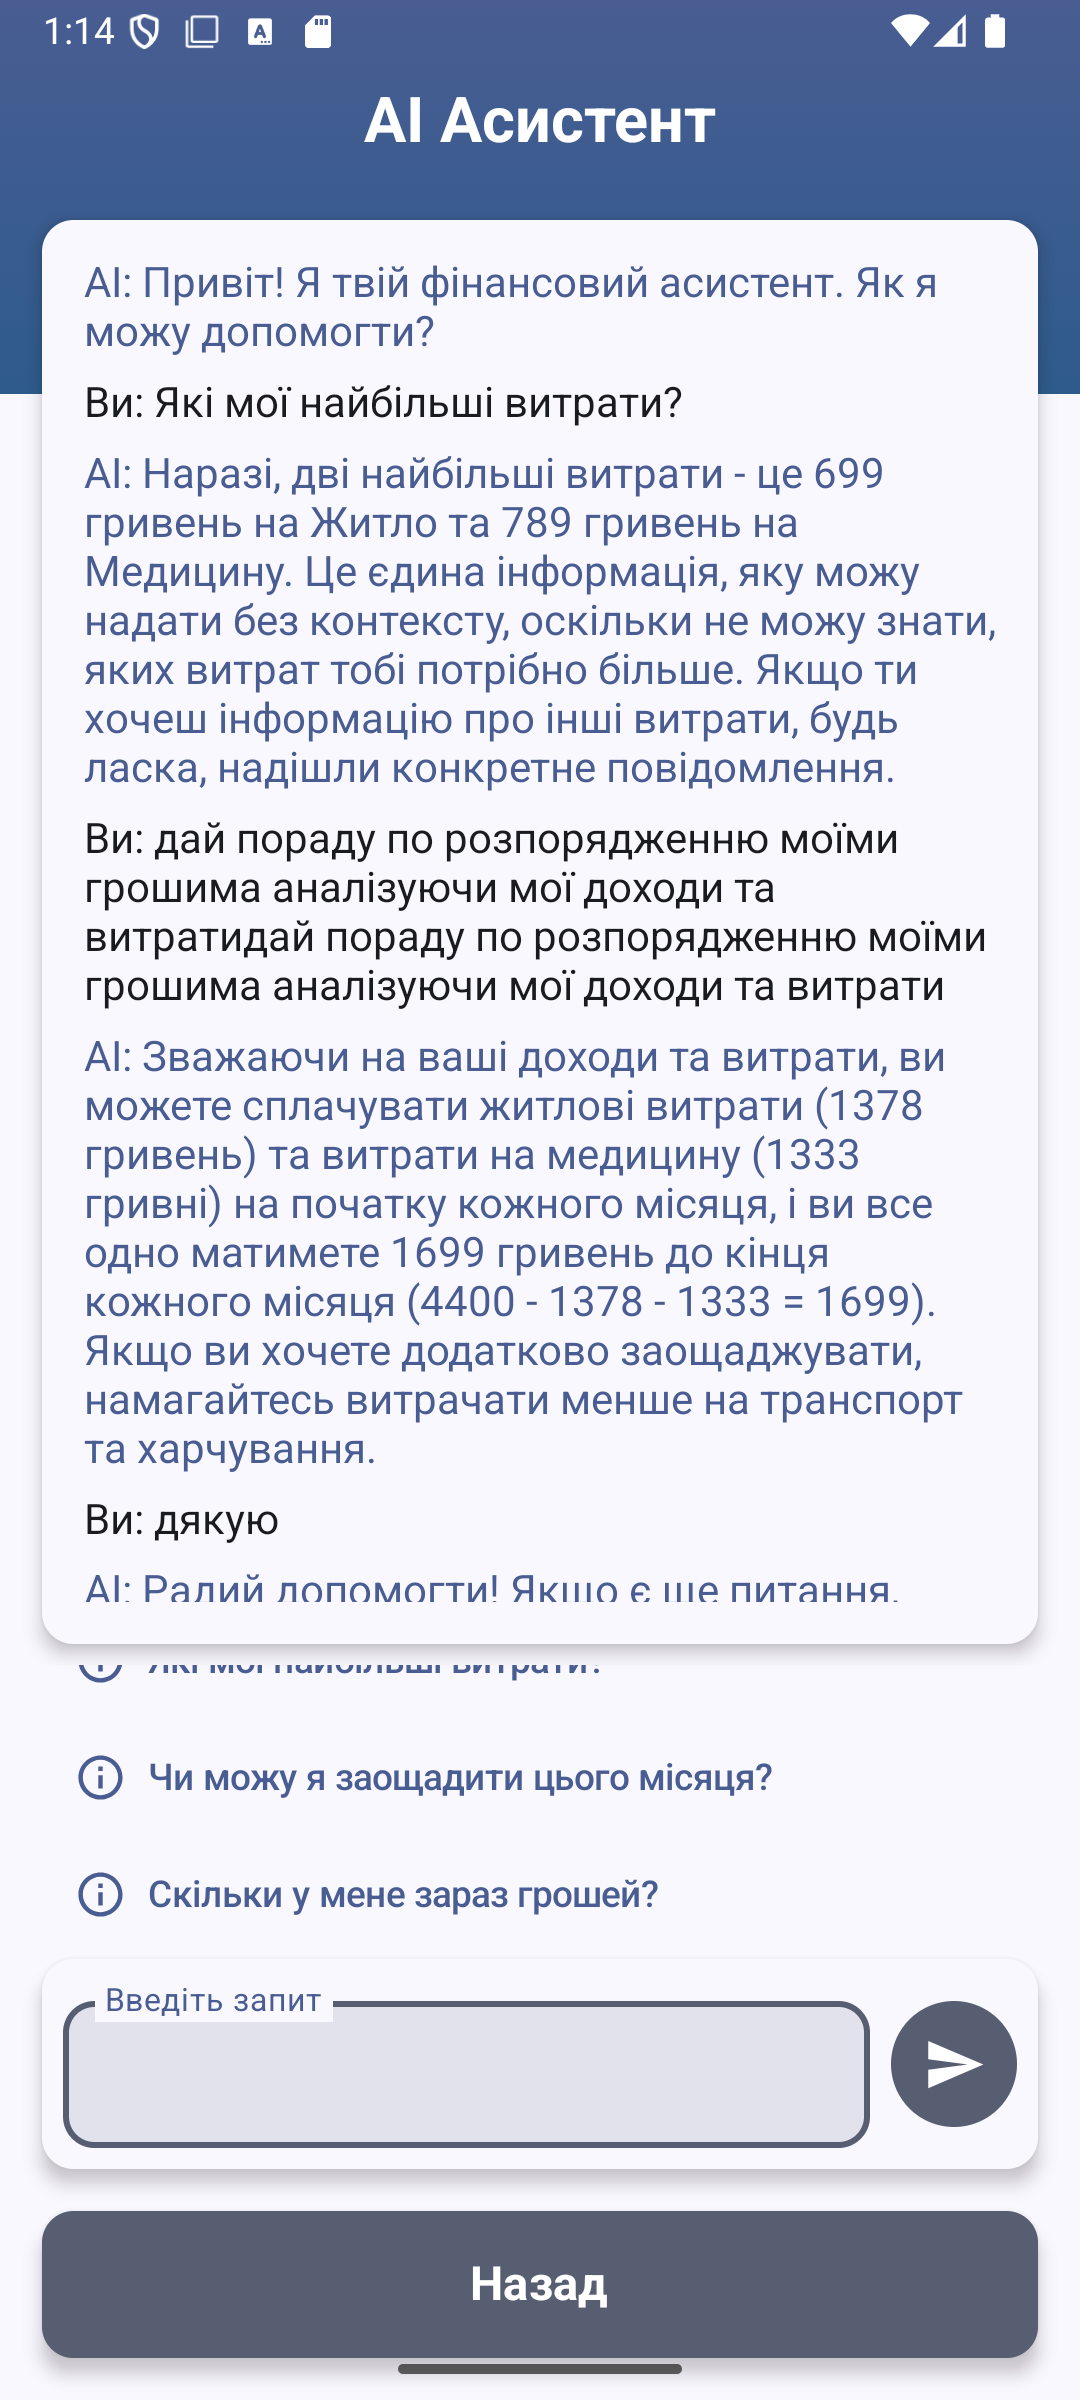 1:14
AI Асистент
AI: Привіт! Я твій фінансовий асистент. Як я
можу допомогти?
Ви: Які мої найбільші витрати?
AI: Наразі, дві найбільші витрати - це 699
гривень на Житло та 789 гривень на
Медицину. Це єдина інформація, яку можу
надати без контексту, оскільки не можу знати,
яких витрат тобі потрібно більше. Якщо ти
хочеш інформацію про інші витрати, будь
ласка, надішли конкретне повідомлення.
Ви: дай пораду по розпорядженню моїми
грошима аналізуючи мої доходи та
витратидай пораду по розпорядженню моїми
грошима аналізуючи мої доходи та витрати
AI: Зважаючи на ваші доходи та витрати, ви
можете сплачувати житлові витрати (1378
гривень) та витрати на медицину (1333
гривні) на початку кожного місяця, і ви все
одно матимете 1699 гривень до кінця
кожного місяця (4400 - 1378 - 1333 = 1699).
Якщо ви хочете додатково заощаджувати,
намагайтесь витрачати менше на транспорт
та харчування.
Ви: дякую
AI: Радий допомогти! Якщо є ще питання,
Які мої найбільші витрати?
Чи можу я заощадити цього місяця?
Скільки у мене зараз грошей?
Введіть запит
Назад